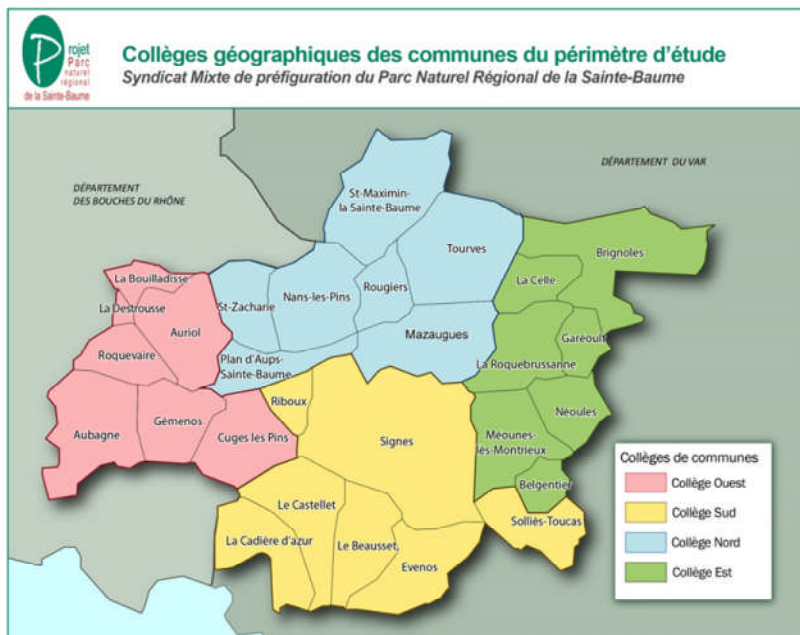 Projet
Parc
naturel
régional
de la Sainte-Baume
Collèges géographiques des communes du périmètre d'étude
Syndicat Mixte de préfiguration du Parc Naturel Régional de la Sainte-Baume
DÉPARTEMENT
DES BOUCHES DU RHÔNE
DÉPARTEMENT DU VAR
St-Maximin-
la Sainte-Baume
Tourves
Brignoles
La Bouilladisse
La Destrousse
Auriol
St-Zacharie
Nans-les-Pins
Rougiers
La Celle
Roquevaire
Plan d'Aups-
Sainte-Baume
Mazaugues
Garéoult
La Roquebrussanne
Riboux
Néoules
Aubagne
Gémenos
Cuges les Pins
Signes
Méounes-
lès-Montrieux
Belgentier
Le Castellet
Solliès-Toucas
La Cadière d'azur
Le Beausset
Evenos
Collèges de communes
Collège Ouest
Collège Sud
Collège Nord
Collège Est